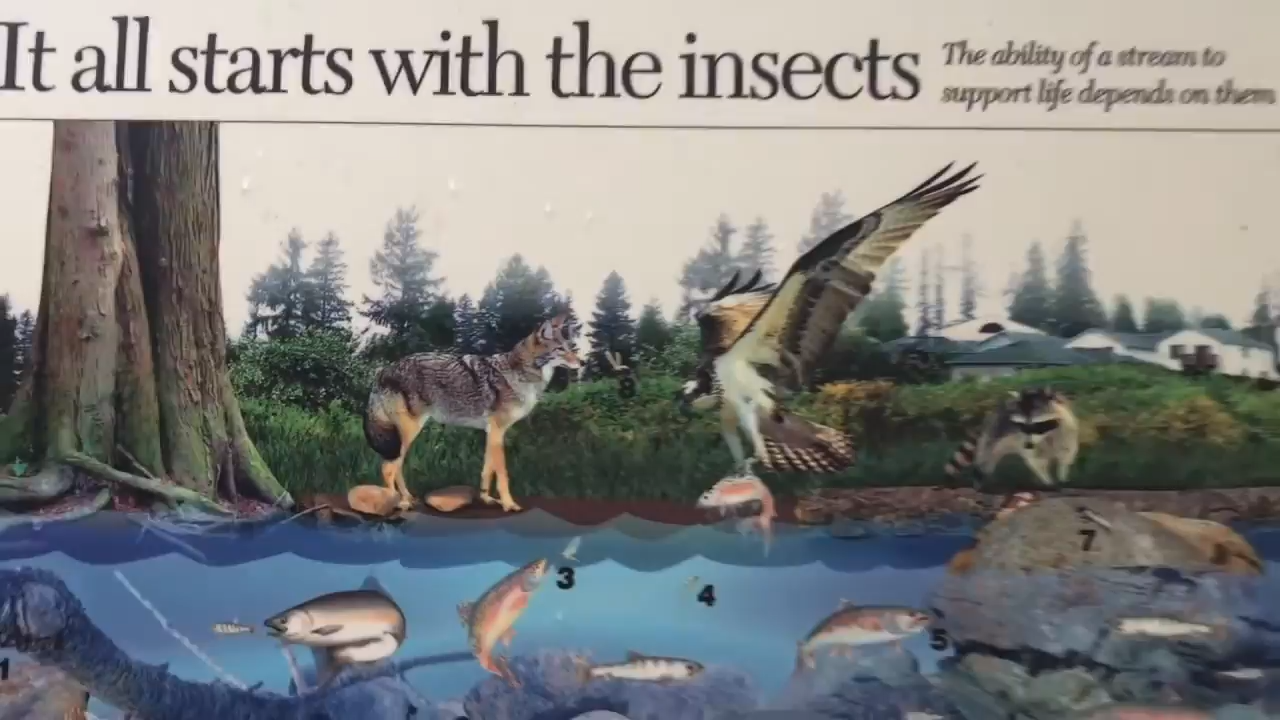 It all starts with the insects
The ability of a stream to
support life depends on them
3
4
5
7
1